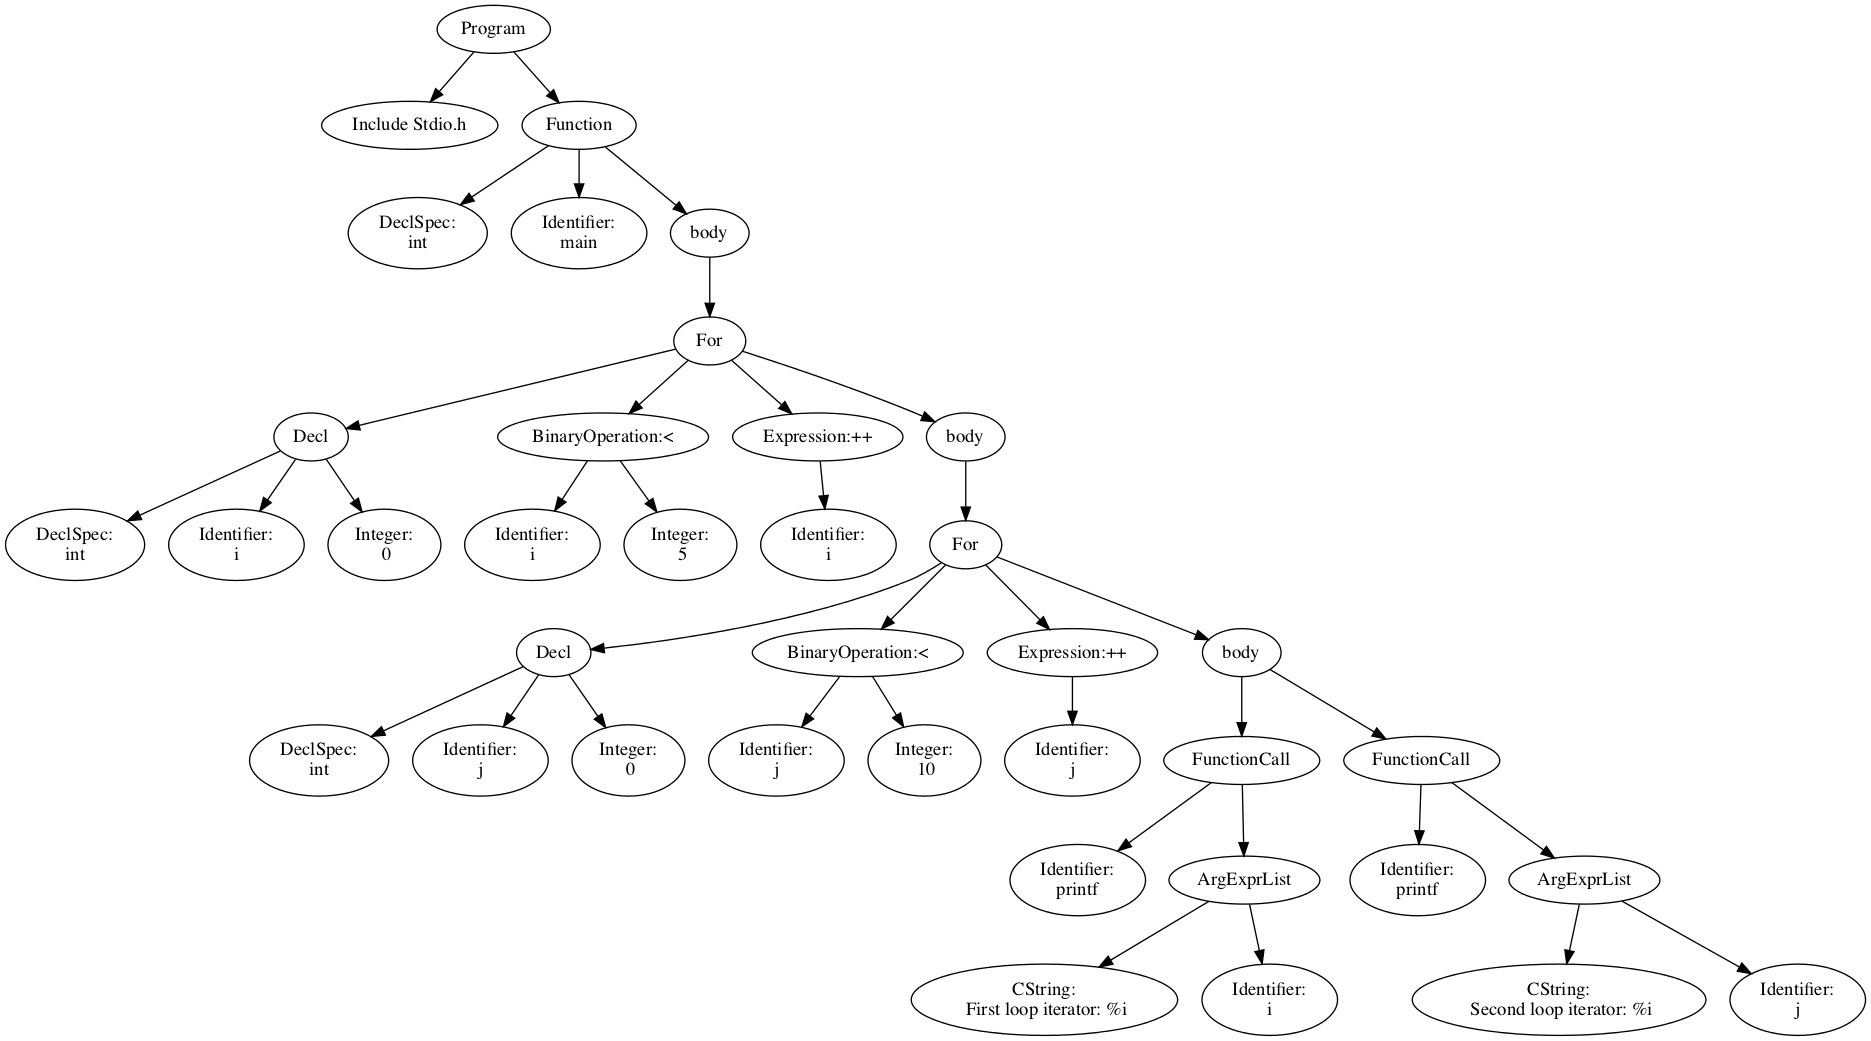 Program
Include Stdio.h
Function
DeclSpec:
int
Identifier:
main
body
For
Decl
BinaryOperation:<
Expression:++
body
DeclSpec:
int
Identifier:
i
Integer:
0
Identifier:
i
Integer:
5
Identifier:
i
For
Decl
BinaryOperation:<
Expression:++
body
DeclSpec:
int
Identifier:
j
Integer:
0
Identifier:
j
Integer:
10
Identifier:
j
FunctionCall
FunctionCall
Identifier:
printf
ArgExprList
Identifier:
printf
ArgExprList
CString:
First loop iterator: %i
Identifier:
i
CString:
Second loop iterator: %i
Identifier:
j